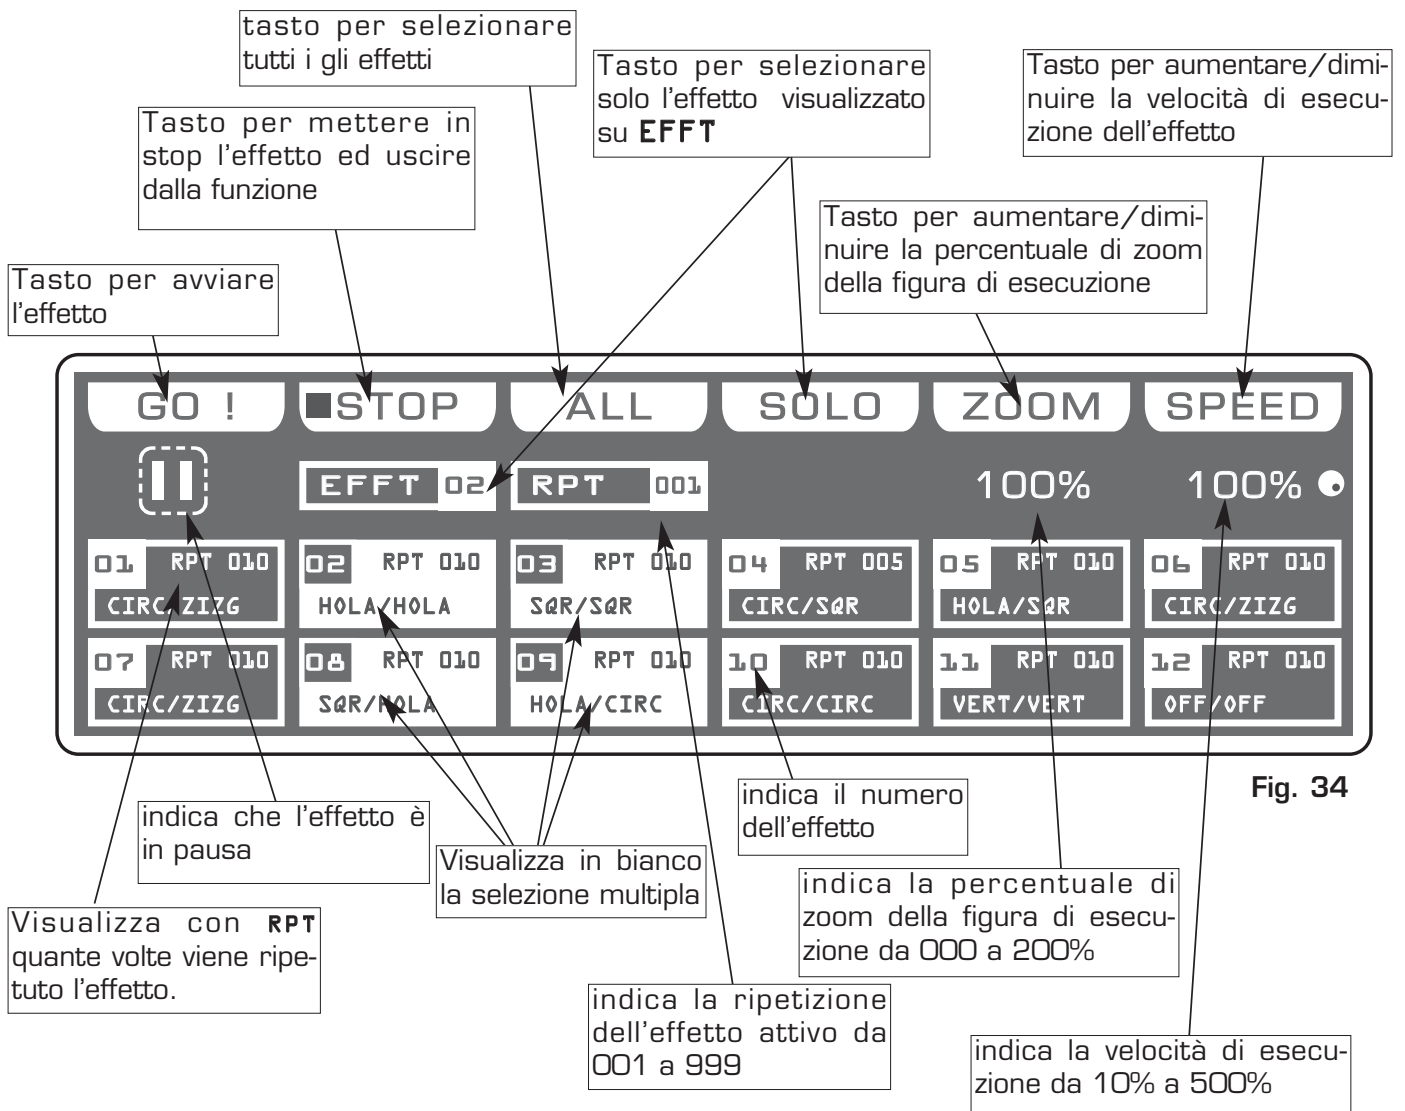 tasto per selezionare
tutti i gli effetti
Tasto per selezionare
solo l'effetto visualizzato
su EFFT
Tasto per aumentare/dimi-
nuire la velocità di esecu-
zione dell'effetto
Tasto per mettere in
stop l'effetto ed uscire
dalla funzione
Tasto per aumentare/dimi-
nuire la percentuale di zoom
della figura di esecuzione
Tasto per avviare
l'effetto
GO ! STOP ALL SOLO ZOOM SPEED
EFFT 02 RPT 001 100% 100%
01 RPT 010 02 RPT 010 03 RPT 010 04 RPT 005 05 RPT 010 06 RPT 010
CIRC/ZIZG HOLA/HOLA SQR/SQR CIRC/SQR HOLA/SQR CIRC/ZIZG
07 RPT 010 08 RPT 010 09 RPT 010 10 RPT 010 11 RPT 010 12 RPT 010
CIRC/ZIZG SQR/HOLA HOLA/CIRC CIRC/CIRC VERT/VERT OFF/OFF
Fig. 34
indica che l'effetto è
in pausa
indica il numero
dell'effetto
Visualizza in bianco
la selezione multipla
indica la percentuale di
zoom della figura di esecu-
zione da 000 a 200%
Visualizza con RPT
quante volte viene ripe-
tuto l'effetto.
indica la ripetizione
dell'effetto attivo da
001 a 999
indica la velocità di esecu-
zione da 10% a 500%